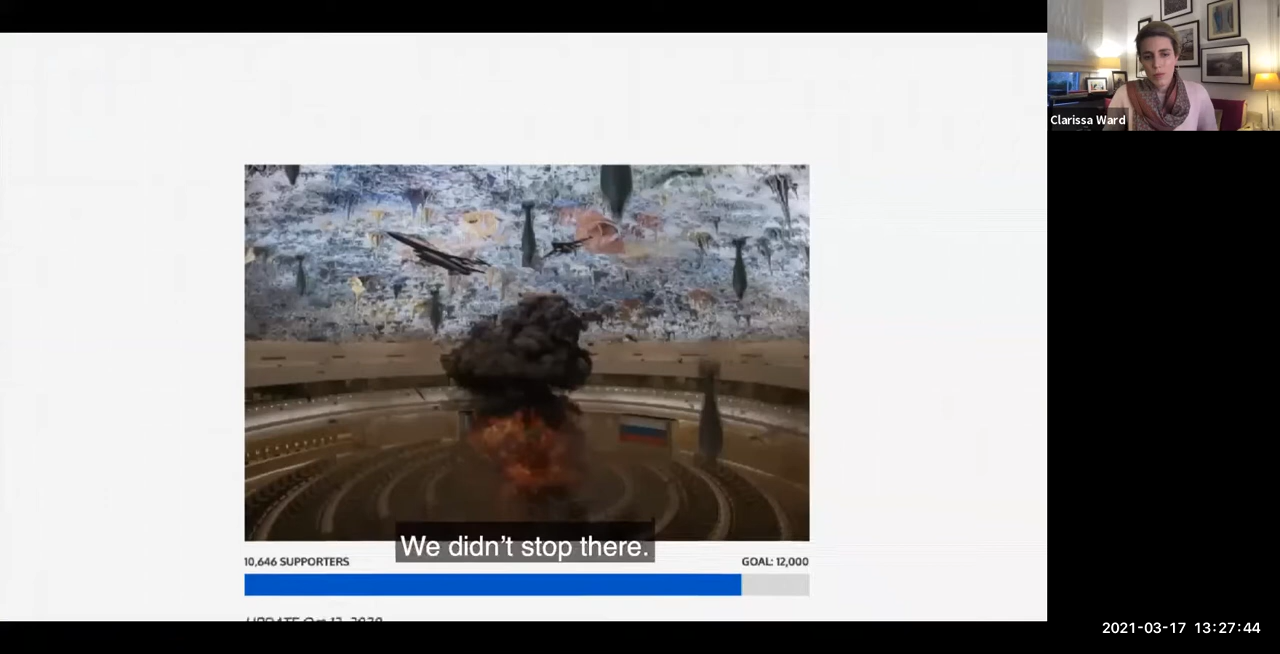 Clarissa Ward
We didn't stop there.
10,646 SUPPORTERS
GOAL: 12,000
2021-03-17 13:27:44